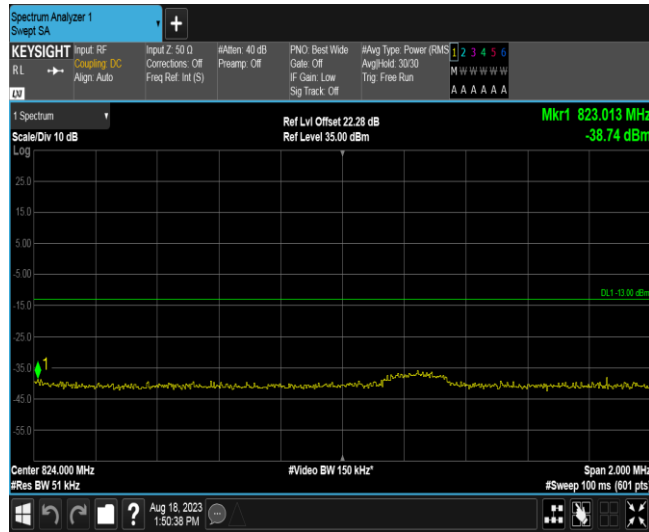 Spectrum Analyzer 1
Swept SA
KEYSIGHT
RL
LXI
Input: RF
Coupling: DC
Align: Auto
Input Z: 50 Ω
Corrections: Off
Freq Ref: Int (S)
#Atten: 40 dB
Preamp: Off
PNO: Best Wide
Gate: Off
IF Gain: Low
Sig Track: Off
#Avg Type: Power (RMS
Avg|Hold: 30/30
Trig: Free Run
1 2 3 4 5 6
M W W W W W
A A A A A A
1 Spectrum
Scale/Div 10 dB
Log
Ref Lvl Offset 22.28 dB
Ref Level 35.00 dBm
Mkr1 823.013 MHz
-38.74 dBm
25.0
15.0
5.00
-5.00
DL1 -13.00 dBm
-15.0
-25.0
-35.0
1
-45.0
-55.0
Center 824.000 MHz
#Video BW 150 kHz*
Span 2.000 MHz
#Res BW 51 kHz
#Sweep 100 ms (601 pts)
?
Aug 18, 2023
1:50:38 PM